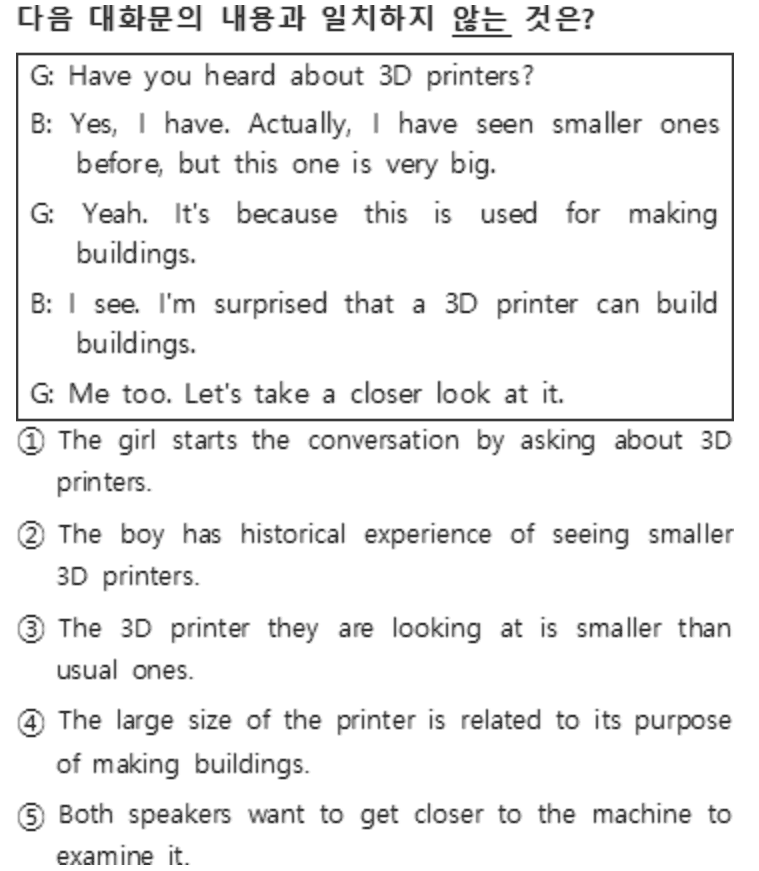 다음 대화문의 내용과 일치하지 않는 것은?
G: Have you heard about 3D printers?
B: Yes, I have. Actually, I have seen smaller ones
before, but this one is very big.
G: Yeah. It's because this is used for making
buildings.
B: I see. I'm surprised that a 3D printer can build
buildings.
G: Me too. Let's take a closer look at it.
① The girl starts the conversation by asking about 3D
printers.
② The boy has historical experience of seeing smaller
3D printers.
③ The 3D printer they are looking at is smaller than
usual ones.
④ The large size of the printer is related to its purpose
of making buildings.
⑤ Both speakers want to get closer to the machine to
examine it.